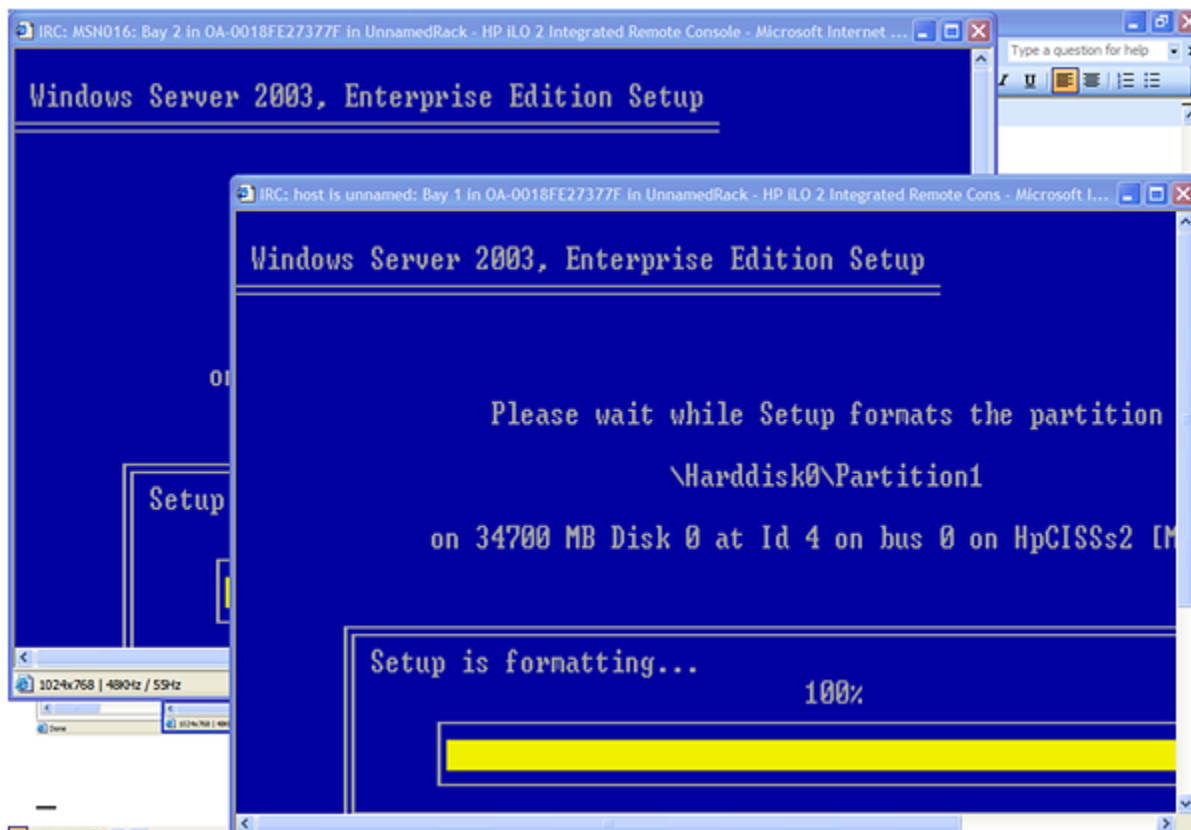 IRC: MSN016: Bay 2 in OA-0018FE27377F in UnnamedRack - HP iLO 2 Integrated Remote Console - Microsoft Internet ...
Type a question for help
Windows Server 2003, Enterprise Edition Setup
IRC: host is unnamed: Bay 1 in OA-0018FE27377F in UnnamedRack - HP iLO 2 Integrated Remote Cons - Microsoft I...
Windows Server 2003, Enterprise Edition Setup
on
Please wait while Setup formats the partition
\Harddisk0\Partition1
on 34700 MB Disk 0 at Id 4 on bus 0 on HpCISSs2 [M
Setup
Setup is formatting...
100%
1024x768 | 48KHz / 55Hz
Done
1024x768 | 48K